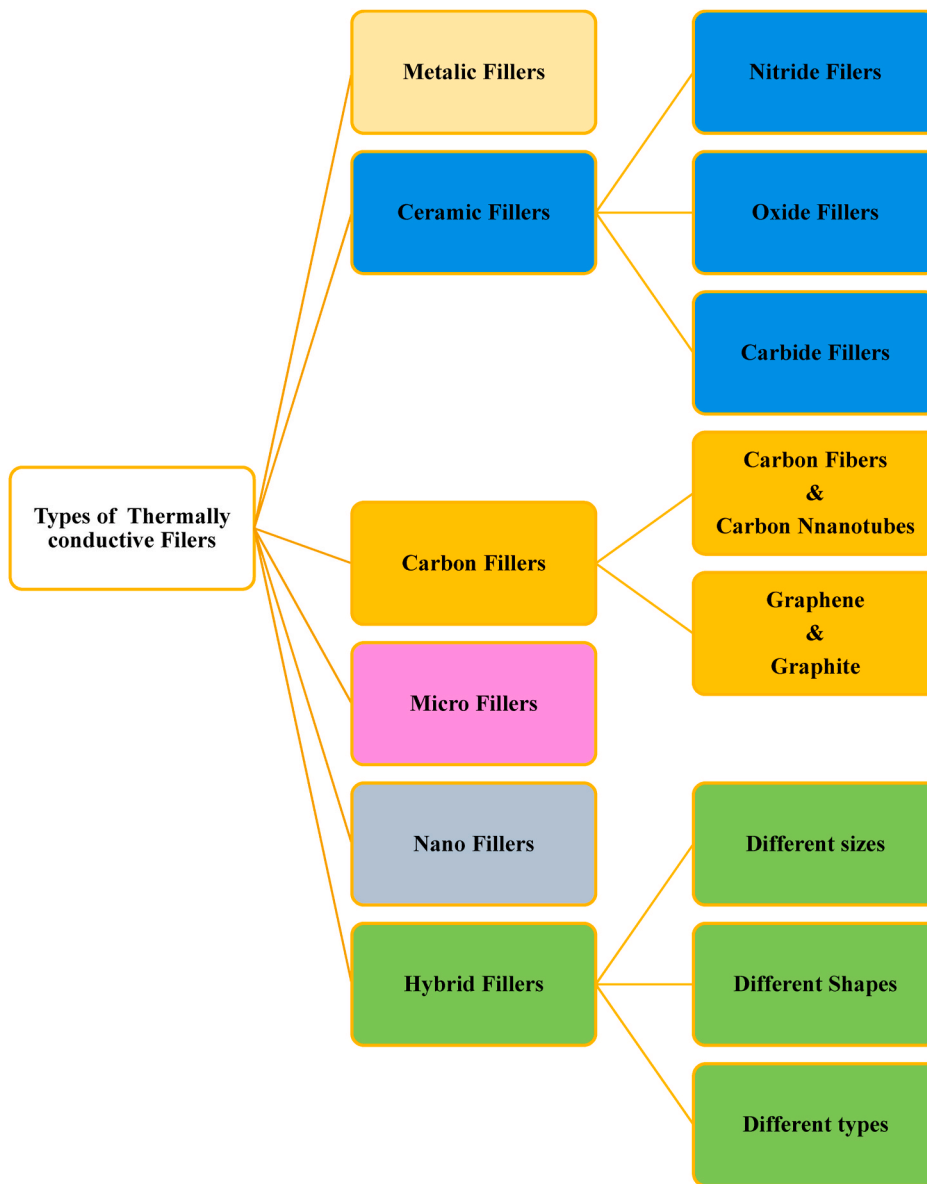 Metalic Fillers
Nitride Filers
Ceramic Fillers
Oxide Fillers
Carbide Fillers
Types of Thermally
conductive Filers
Carbon Fillers
Carbon Fibers
&
Carbon Nnanotubes
Graphene
&
Graphite
Micro Fillers
Nano Fillers
Hybrid Fillers
Different sizes
Different Shapes
Different types